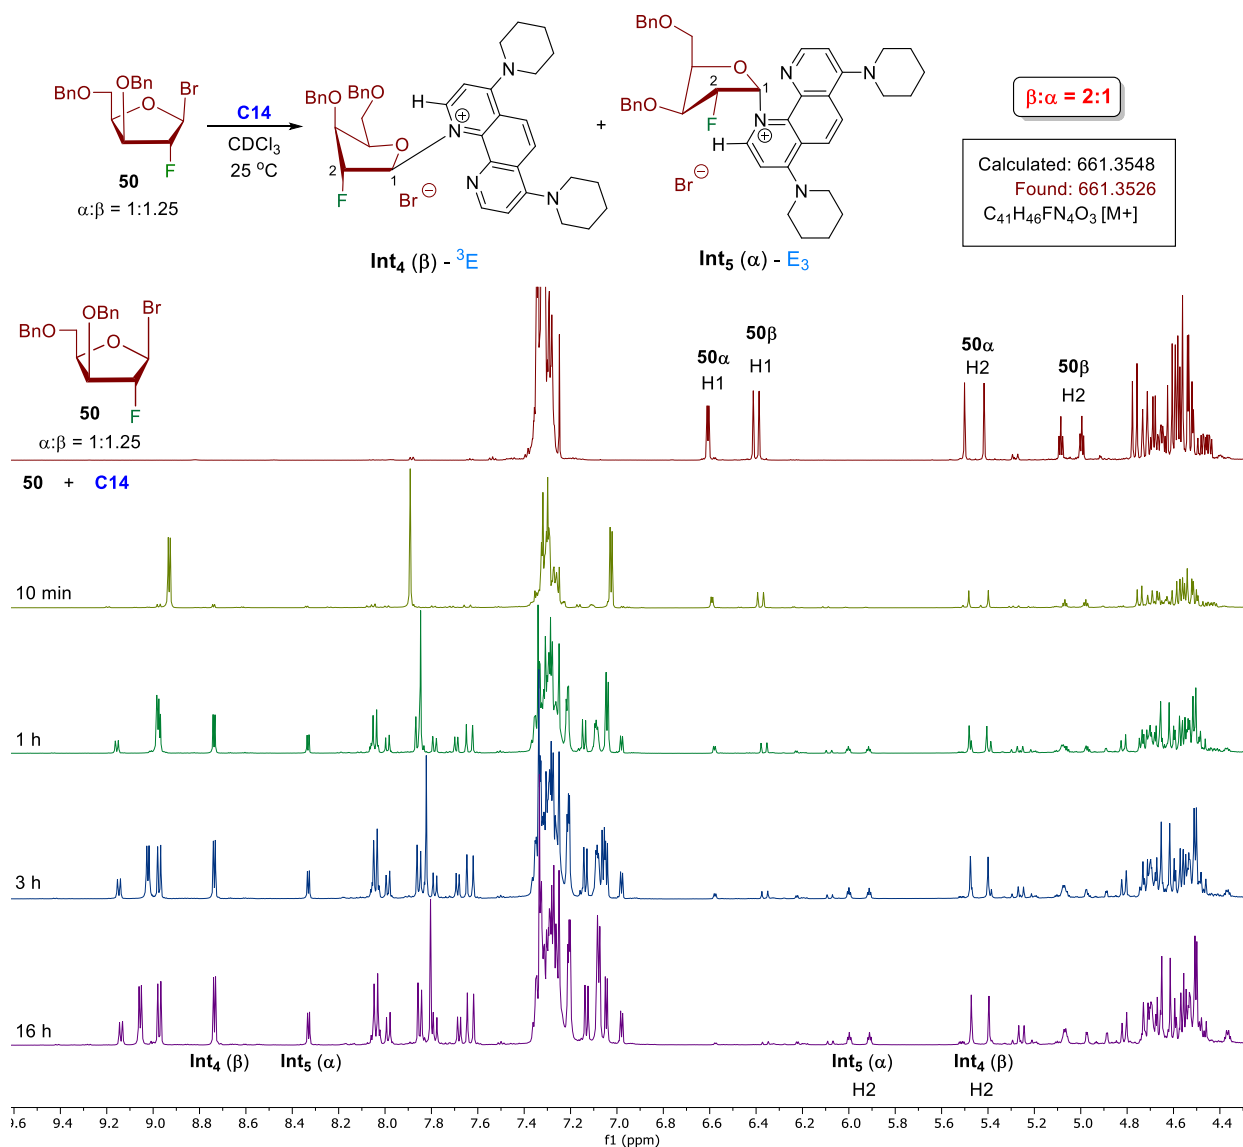 BnO
OBn
Br
O
F
50
α:β = 1:1.25
C14
CDCl3
25 °C
BnO
OBn
O
N
+
H
N
N
N
2
1
F
Br⊖
Int4 (β) - 3E
+
BnO
O
2
1
BnO
F
N
N
N
+
H
N
Br⊖
Int5 (α) - E3
β:α = 2:1
Calculated: 661.3548
Found: 661.3526
C41H46FN4O3 [M+]
BnO
OBn
Br
O
F
50
α:β = 1:1.25
50α
H1
50β
H1
50α
H2
50β
H2
50 + C14
10 min
1 h
3 h
16 h
Int4 (β)
Int5 (α)
Int5 (α)
H2
Int4 (β)
H2
9.6 9.4 9.2 9.0 8.8 8.6 8.4 8.2 8.0 7.8 7.6 7.4 7.2 7.0 6.8 6.6 6.4 6.2 6.0 5.8 5.6 5.4 5.2 5.0 4.8 4.6 4.4
f1 (ppm)